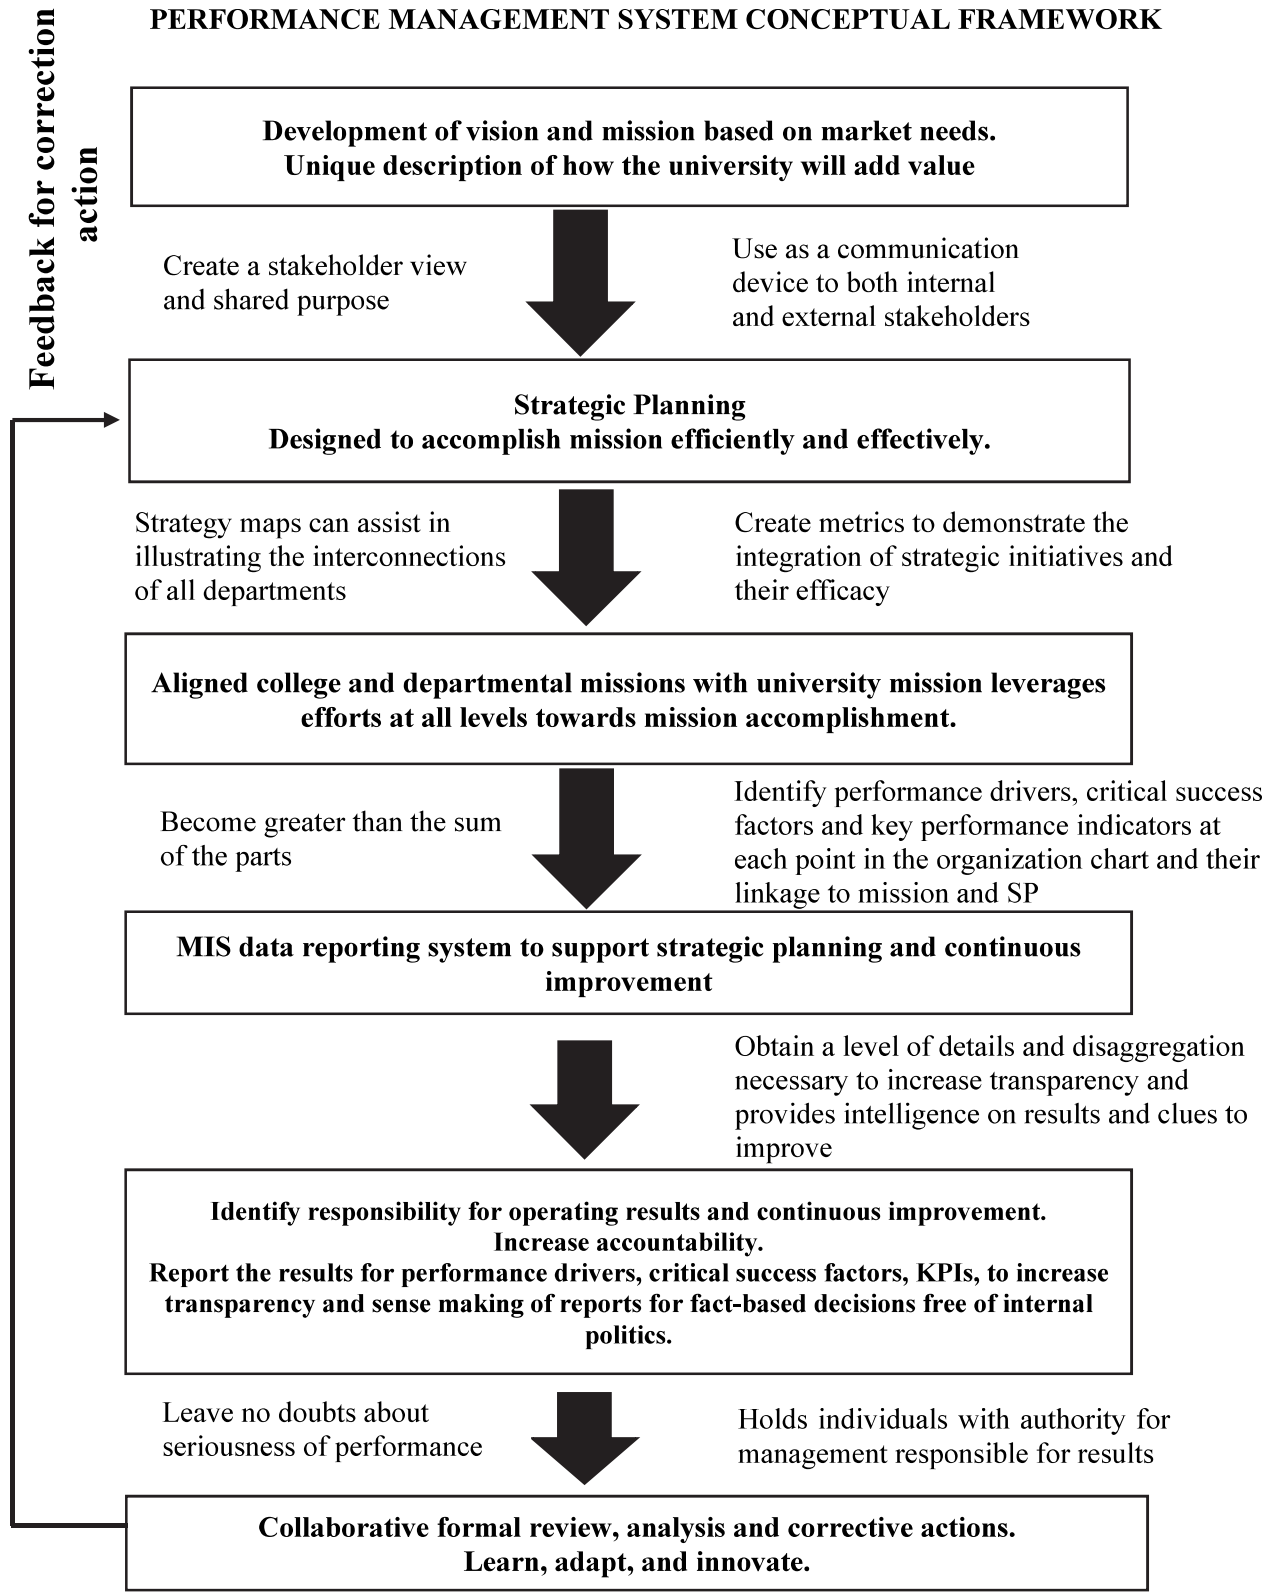 PERFORMANCE MANAGEMENT SYSTEM CONCEPTUAL FRAMEWORK
Feedback for correction
action
Development of vision and mission based on market needs.
Unique description of how the university will add value
Create a stakeholder view
and shared purpose
Use as a communication
device to both internal
and external stakeholders
Strategic Planning
Designed to accomplish mission efficiently and effectively.
Strategy maps can assist in
illustrating the interconnections
of all departments
Create metrics to demonstrate the
integration of strategic initiatives and
their efficacy
Aligned college and departmental missions with university mission leverages
efforts at all levels towards mission accomplishment.
Become greater than the sum
of the parts
Identify performance drivers, critical success
factors and key performance indicators at
each point in the organization chart and their
linkage to mission and SP
MIS data reporting system to support strategic planning and continuous
improvement
Obtain a level of details and disaggregation
necessary to increase transparency and
provides intelligence on results and clues to
improve
Identify responsibility for operating results and continuous improvement.
Increase accountability.
Report the results for performance drivers, critical success factors, KPIs, to increase
transparency and sense making of reports for fact-based decisions free of internal
politics.
Leave no doubts about
seriousness of performance
Holds individuals with authority for
management responsible for results
Collaborative formal review, analysis and corrective actions.
Learn, adapt, and innovate.